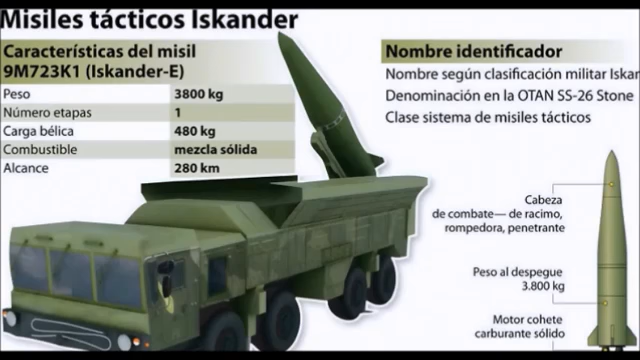 Misiles tácticos Iskander
Características del misil
9M723K1 (Iskander-E)
Peso 3800 kg
Número etapas 1
Carga bélica 480 kg
Combustible mezcla sólida
Alcance 280 km
Nombre identificador
Nombre según clasificación militar Iskan
Denominación en la OTAN SS-26 Stone
Clase sistema de misiles tácticos
Cabeza
de combate— de racimo,
rompedora, penetrante
Peso al despegue
3.800 kg
Motor cohete
carburante sólido